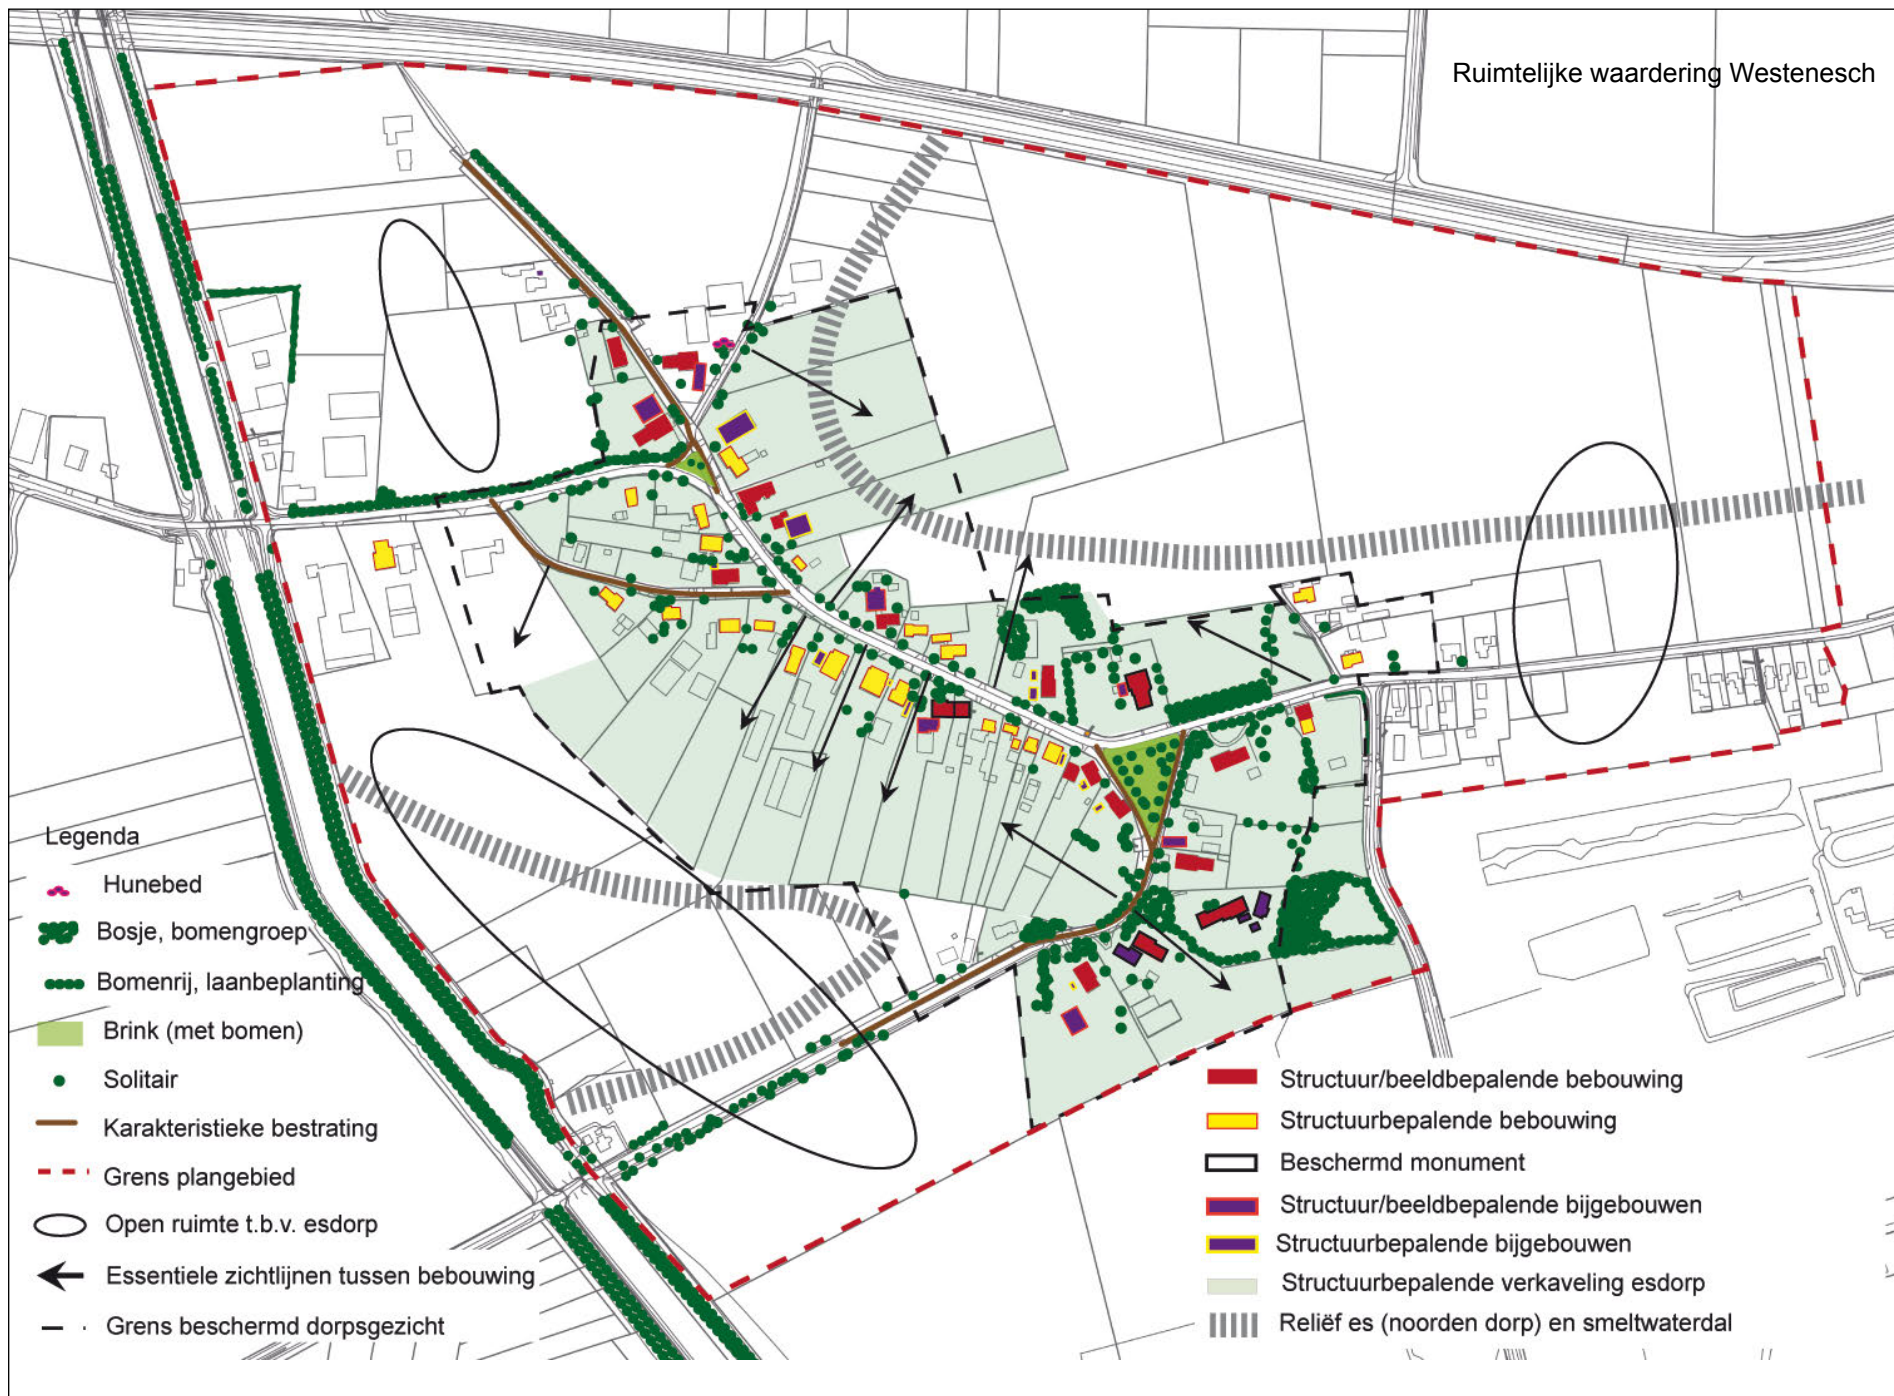 Ruimtelijke waardering Westenesch
Legenda
Hunebed
Bosje, bomengroep
Bomenrij, laanbeplanting
Brink (met bomen)
Solitair
Karakteristieke bestrating
Grens plangebied
Open ruimte t.b.v. esdorp
Essentiele zichtlijnen tussen bebouwing
Grens beschermd dorpsgezicht
Structuur/beeldbepalende bebouwing
Structuurbepalende bebouwing
Beschermd monument
Structuur/beeldbepalende bijgebouwen
Structuurbepalende bijgebouwen
Structuurbepalende verkaveling esdorp
Reliëf es (noorden dorp) en smeltwaterdal